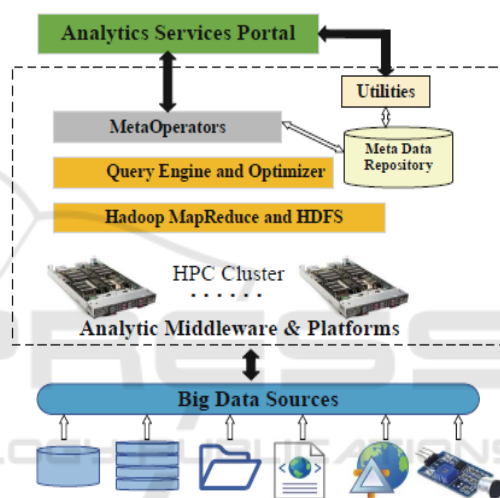 Analytics Services Portal
Utilities
MetaOperators
Meta Data
Repository
Query Engine and Optimizer
Hadoop MapReduce and HDFS
HPC Cluster
......
Analytic Middleware & Platforms
Big Data Sources